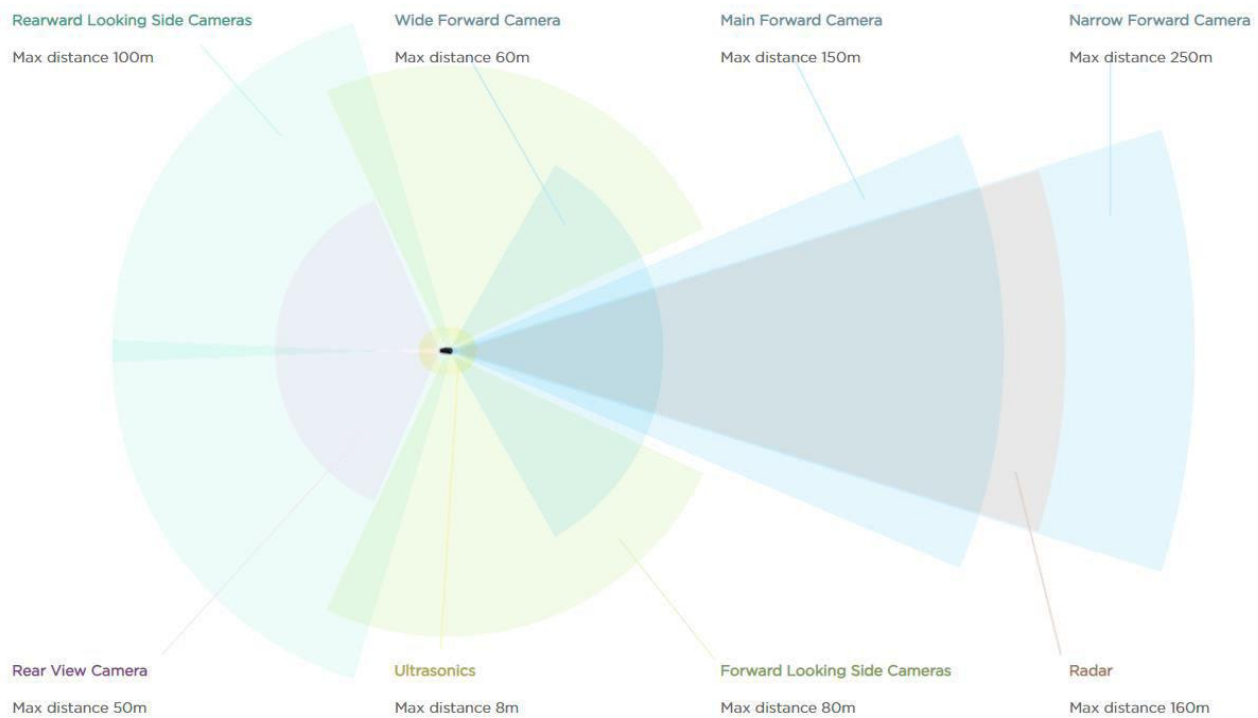 Rearward Looking Side Cameras
Max distance 100m
Wide Forward Camera
Max distance 60m
Main Forward Camera
Max distance 150m
Narrow Forward Camera
Max distance 250m
Rear View Camera
Max distance 50m
Ultrasonics
Max distance 8m
Forward Looking Side Cameras
Max distance 80m
Radar
Max distance 160m